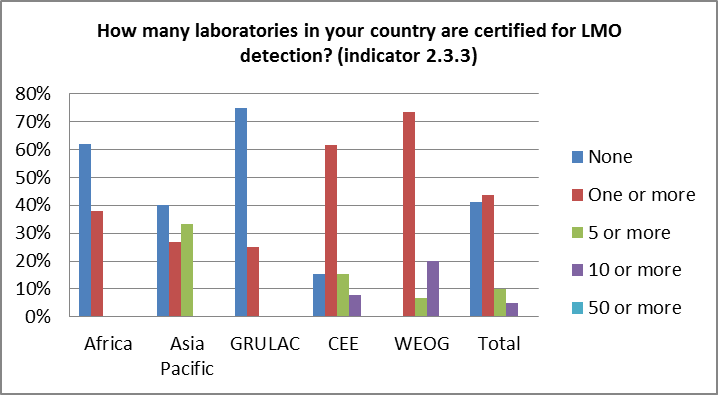 How many laboratories in your country are certified for LMO
detection? (indicator 2.3.3)
80%
70%
60%
50%
40%
30%
20%
10%
0%
Africa
Asia
Pacific
GRULAC
CEE
WEOG
Total
None
One or more
5 or more
10 or more
50 or more